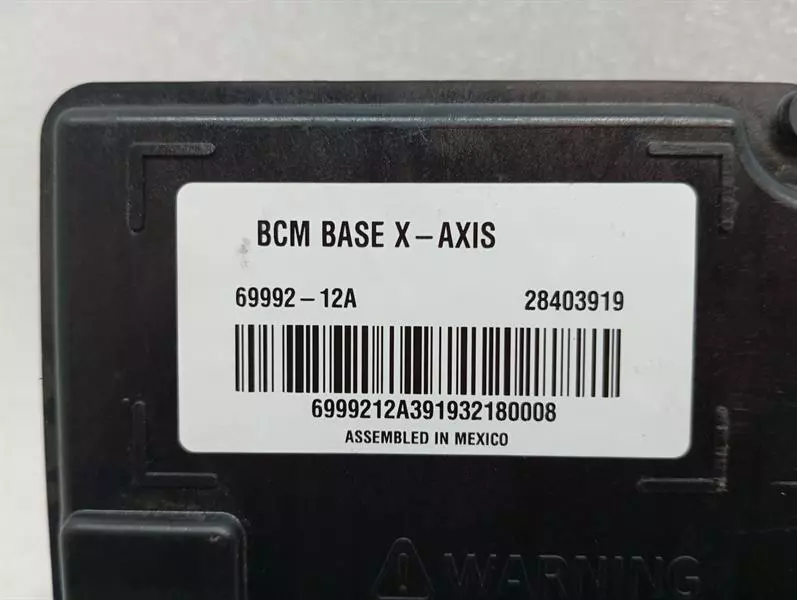 BCM BASE X-AXIS
69992-12A 28403919
6999212A391932180008
ASSEMBLED IN MEXICO
WARNING